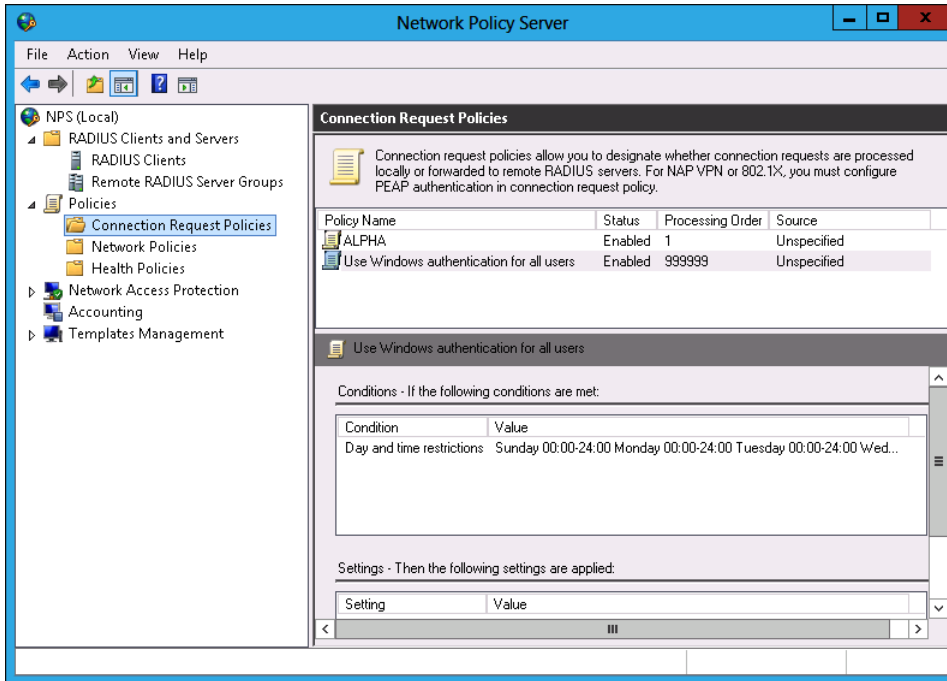 Network Policy Server
File Action View Help
NPS (Local)
RADIUS Clients and Servers
RADIUS Clients
Remote RADIUS Server Groups
Policies
Connection Request Policies
Network Policies
Health Policies
Network Access Protection
Accounting
Templates Management
Connection Request Policies
Connection request policies allow you to designate whether connection requests are processed
locally or forwarded to remote RADIUS servers. For NAP VPN or 802.1X, you must configure
PEAP authentication in connection request policy.
Policy Name Status Processing Order Source
ALPHA Enabled 1 Unspecified
Use Windows authentication for all users Enabled 999999 Unspecified
Use Windows authentication for all users
Conditions - If the following conditions are met:
Condition Value
Day and time restrictions Sunday 00:00-24:00 Monday 00:00-24:00 Tuesday 00:00-24:00 Wed...
Settings - Then the following settings are applied:
Setting Value